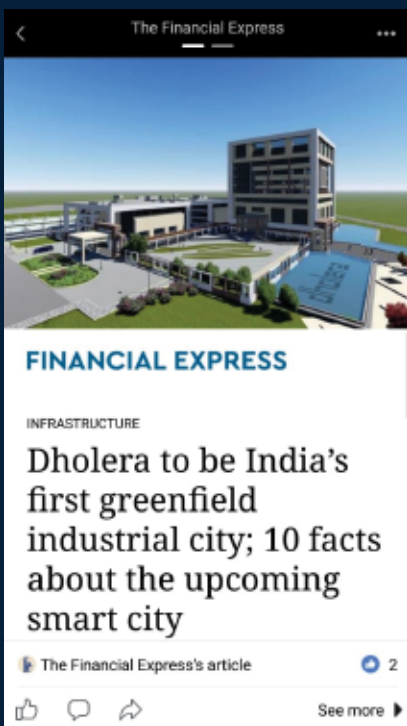 The Financial Express
dholera
FINANCIAL EXPRESS
INFRASTRUCTURE
Dholera to be India's
first greenfield
industrial city; 10 facts
about the upcoming
smart city
The Financial Express's article
2
See more